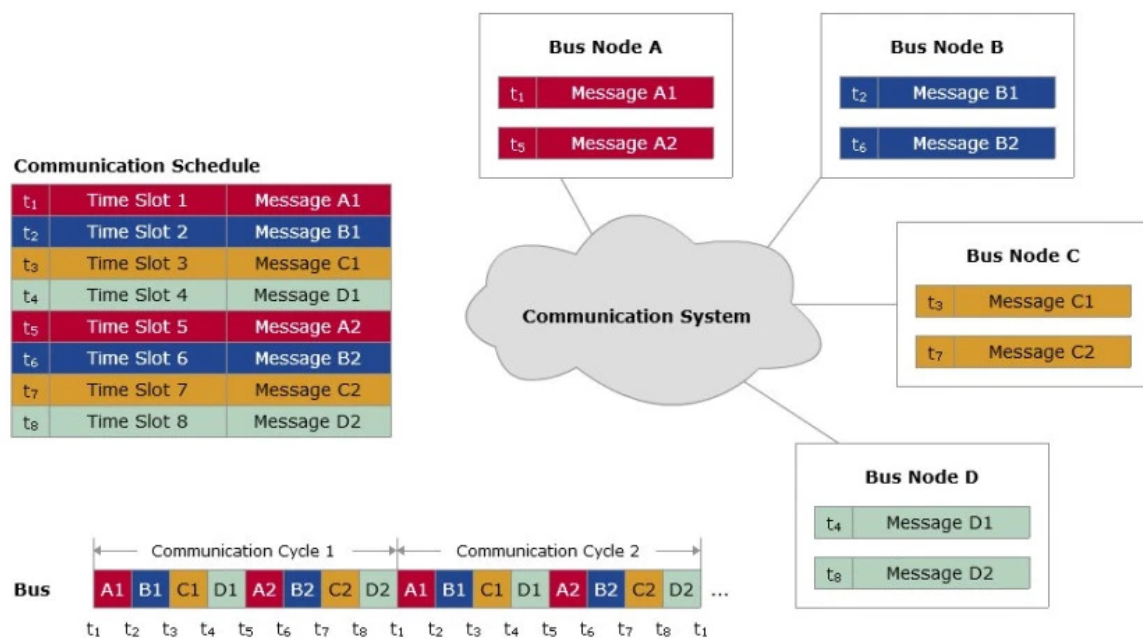 Bus Node A
t₁ Message A1
t₅ Message A2
Bus Node B
t₂ Message B1
t₆ Message B2
Communication Schedule
t₁ Time Slot 1 Message A1
t₂ Time Slot 2 Message B1
t₃ Time Slot 3 Message C1
t₄ Time Slot 4 Message D1
t₅ Time Slot 5 Message A2
t₆ Time Slot 6 Message B2
t₇ Time Slot 7 Message C2
t₈ Time Slot 8 Message D2
Communication System
Bus Node C
t₃ Message C1
t₇ Message C2
Bus Node D
t₄ Message D1
t₈ Message D2
Communication Cycle 1 Communication Cycle 2
Bus A1 B1 C1 D1 A2 B2 C2 D2 A1 B1 C1 D1 A2 B2 C2 D2 ...
t₁ t₂ t₃ t₄ t₅ t₆ t₇ t₈ t₁ t₂ t₃ t₄ t₅ t₆ t₇ t₈ t₁